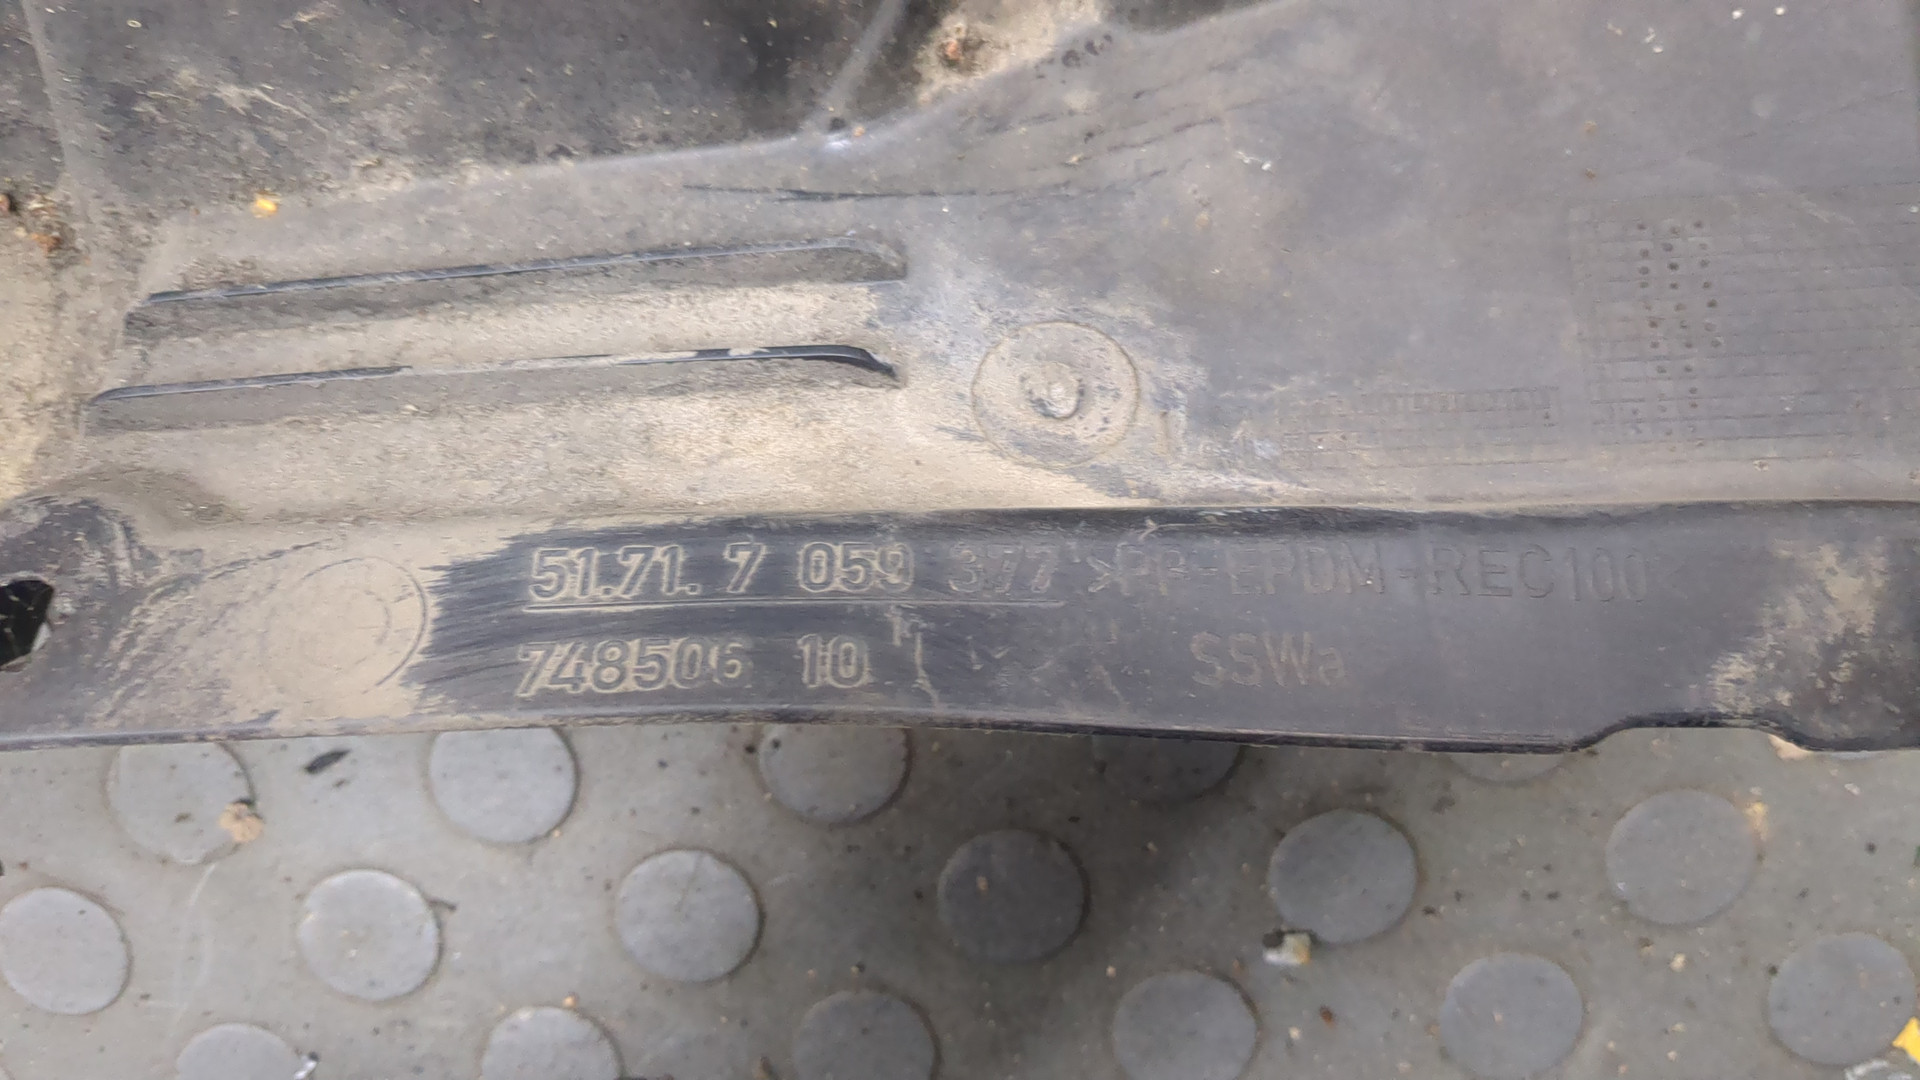 51.71. 7 059 377 >PP-EPDM-REC100
748506 10 SSWa